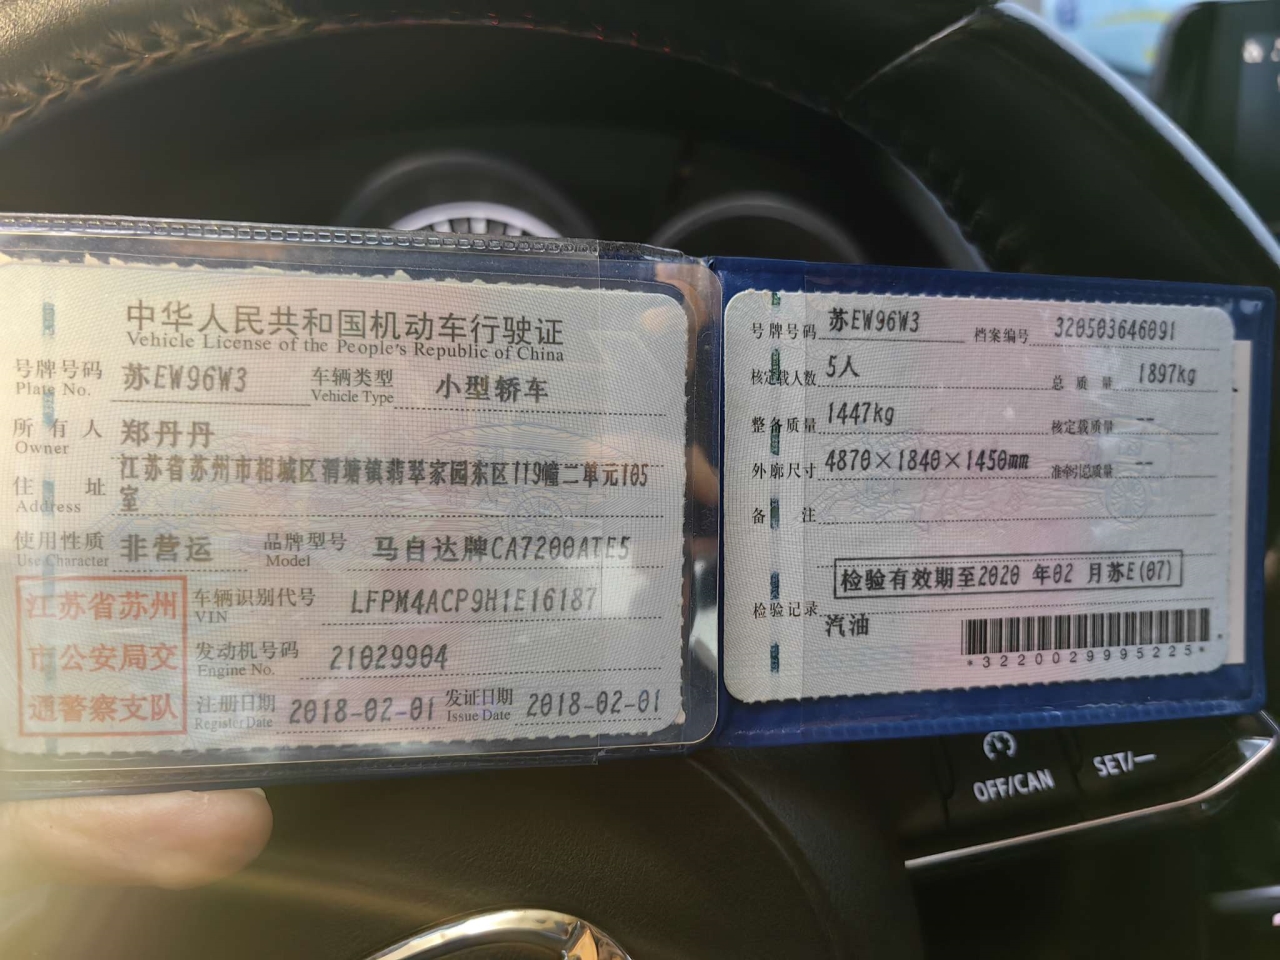 中华人民共和国机动车行驶证
Vehicle License of the People's Republic of China
号牌号码 苏EW96W3 车辆类型 小型轿车
Plate No. Vehicle Type
所有人 郑丹丹
Owner
住址 江苏省苏州市相城区渭塘镇翡翠家园东区119幢二单元105
Address 室
使用性质 非营运 品牌型号 马自达牌CA7200ATE5
Use Character Model
江苏省苏州
市公安局交
通警察支队
车辆识别代号 LFPM4ACP9H1E16187
VIN
发动机号码 21029904
Engine No.
注册日期 2018-02-01 发证日期 2018-02-01
Register Date Issue Date
号牌号码 苏EW96W3 档案编号 320503646091
核定载人数 5人 总质量 1897kg
整备质量 1447kg 核定载质量 --
外廓尺寸 4870×1840×1450mm 准牵引总质量 --
备注
检验有效期至2020 年02 月苏E(07)
检验记录
汽油
*3220029995225*
OFF/CAN
SET/—